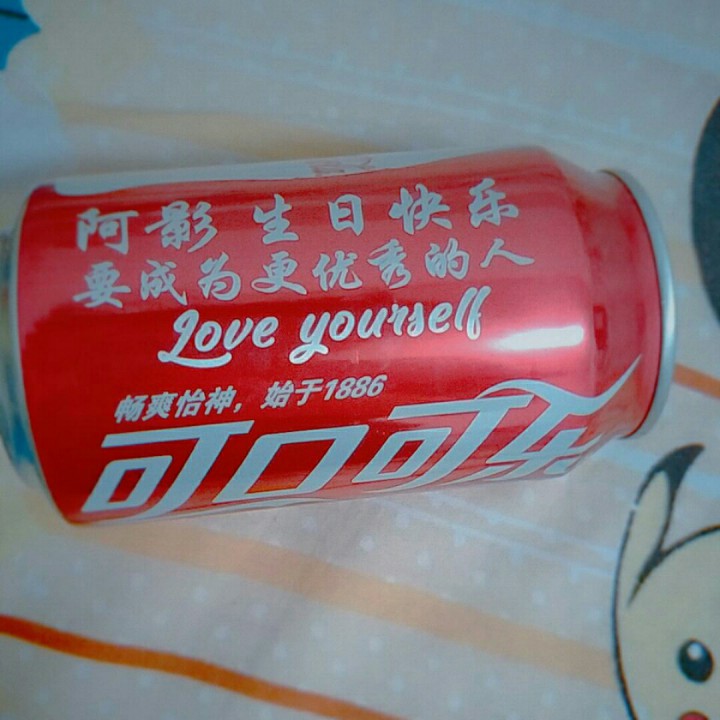 阿影 生日快乐
要成为更优秀的人
Love yourself
畅爽怡神，始于1886
可口可乐